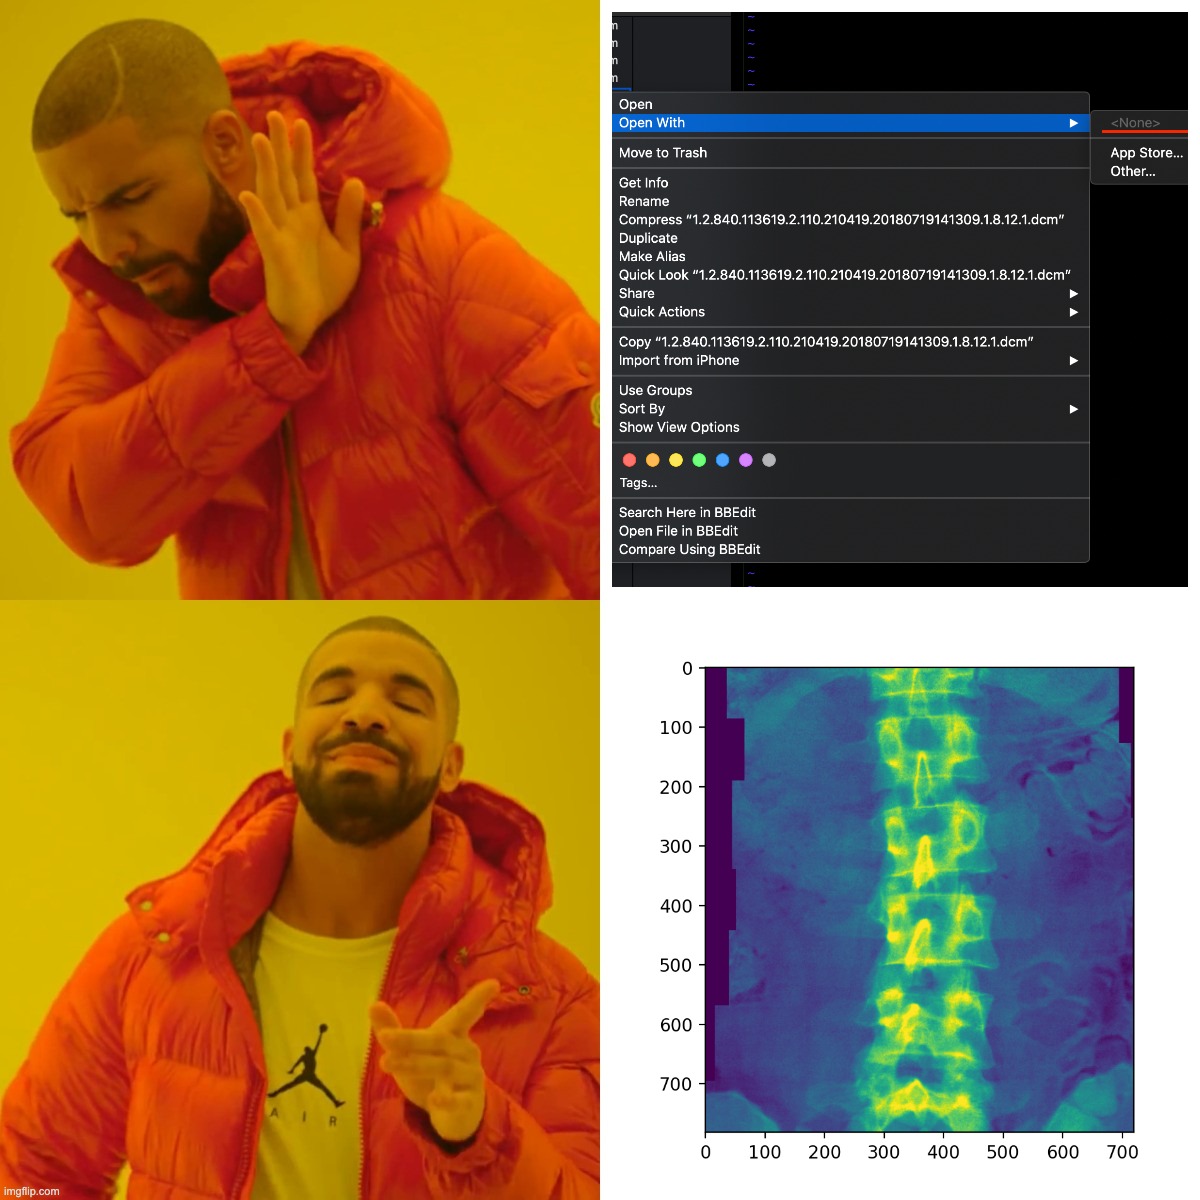 m
m
m
m
Open
Open With
<None>
Move to Trash
App Store...
Other...
Get Info
Rename
Compress “1.2.840.113619.2.110.210419.20180719141309.1.8.12.1.dcm”
Duplicate
Make Alias
Quick Look “1.2.840.113619.2.110.210419.20180719141309.1.8.12.1.dcm”
Share
Quick Actions
Copy “1.2.840.113619.2.110.210419.20180719141309.1.8.12.1.dcm”
Import from iPhone
Use Groups
Sort By
Show View Options
Tags...
Search Here in BBEdit
Open File in BBEdit
Compare Using BBEdit
AIR
0
100
200
300
400
500
600
700
0 100 200 300 400 500 600 700
imgflip.com